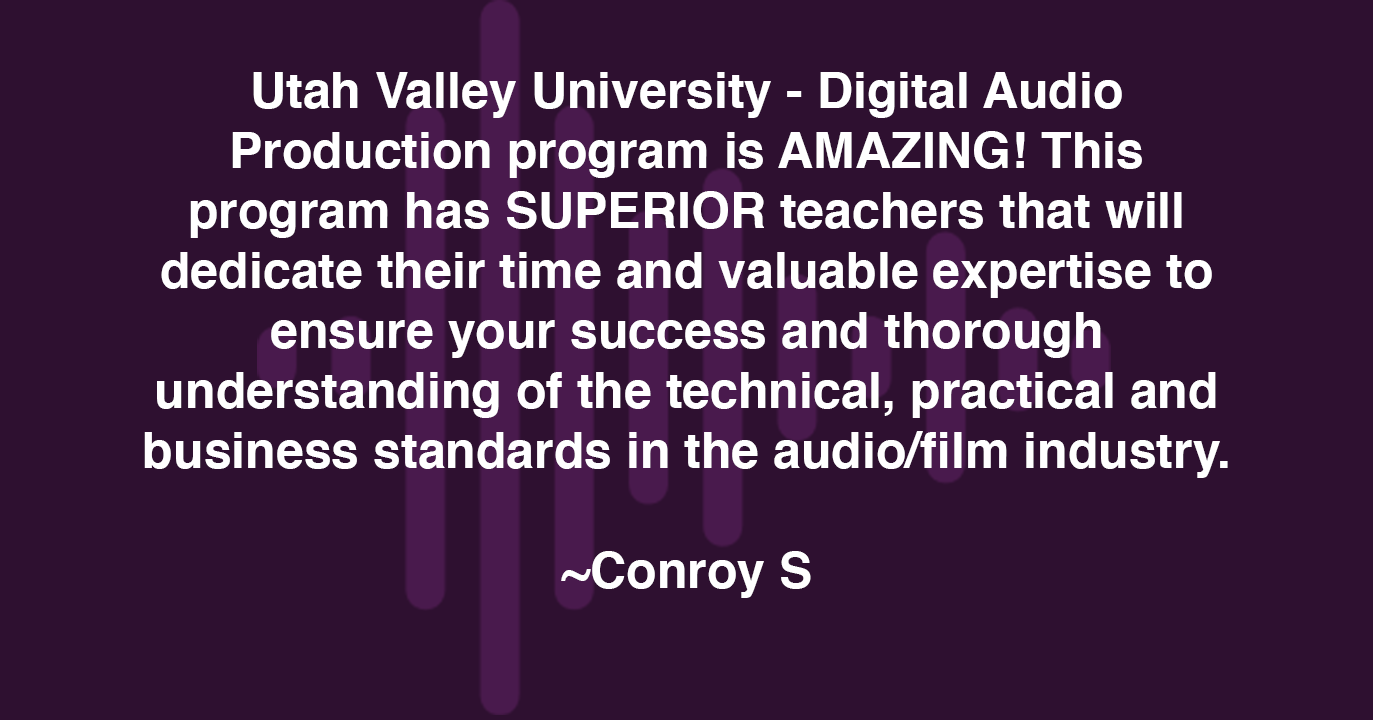 Utah Valley University - Digital Audio
Production program is AMAZING! This
program has SUPERIOR teachers that will
dedicate their time and valuable expertise to
ensure your success and thorough
understanding of the technical, practical and
business standards in the audio/film industry.
~Conroy S